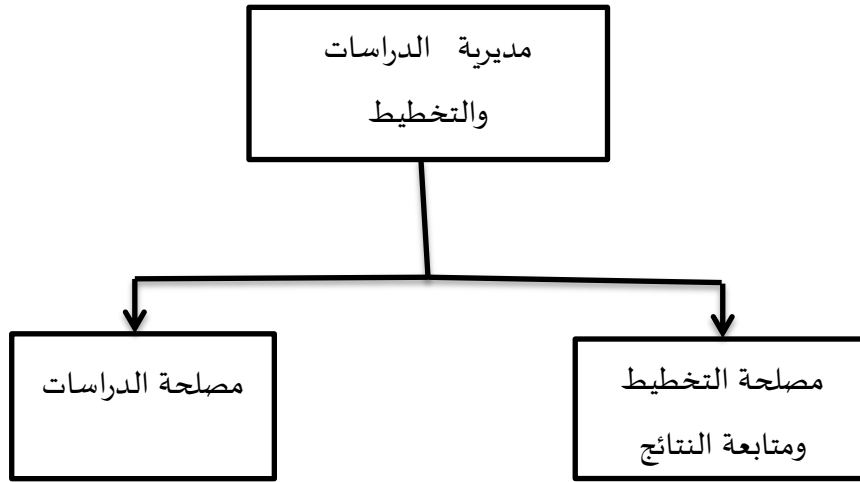 مديرية الدراسات
والتخطيط
مصلحة التخطيط
ومتابعة النتائج
مصلحة الدراسات